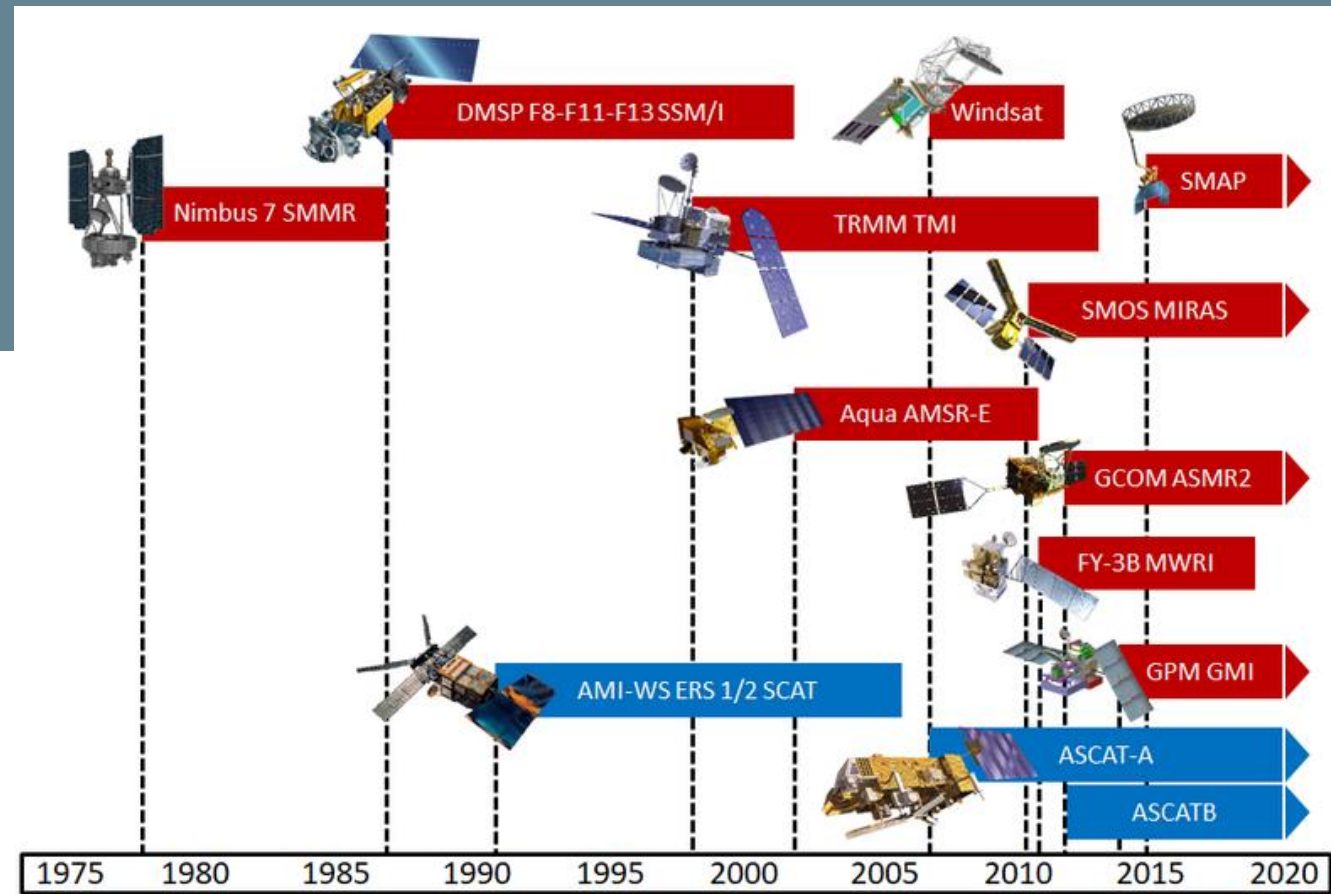 DMSP F8-F11-F13 SSM/I
Windsat
SMAP
Nimbus 7 SMMR
TRMM TMI
SMOS MIRAS
Aqua AMSR-E
GCOM ASMR2
FY-3B MWRI
GPM GMI
AMI-WS ERS 1/2 SCAT
ASCAT-A
ASCATB
1975 1980 1985 1990 1995 2000 2005 2010 2015 2020